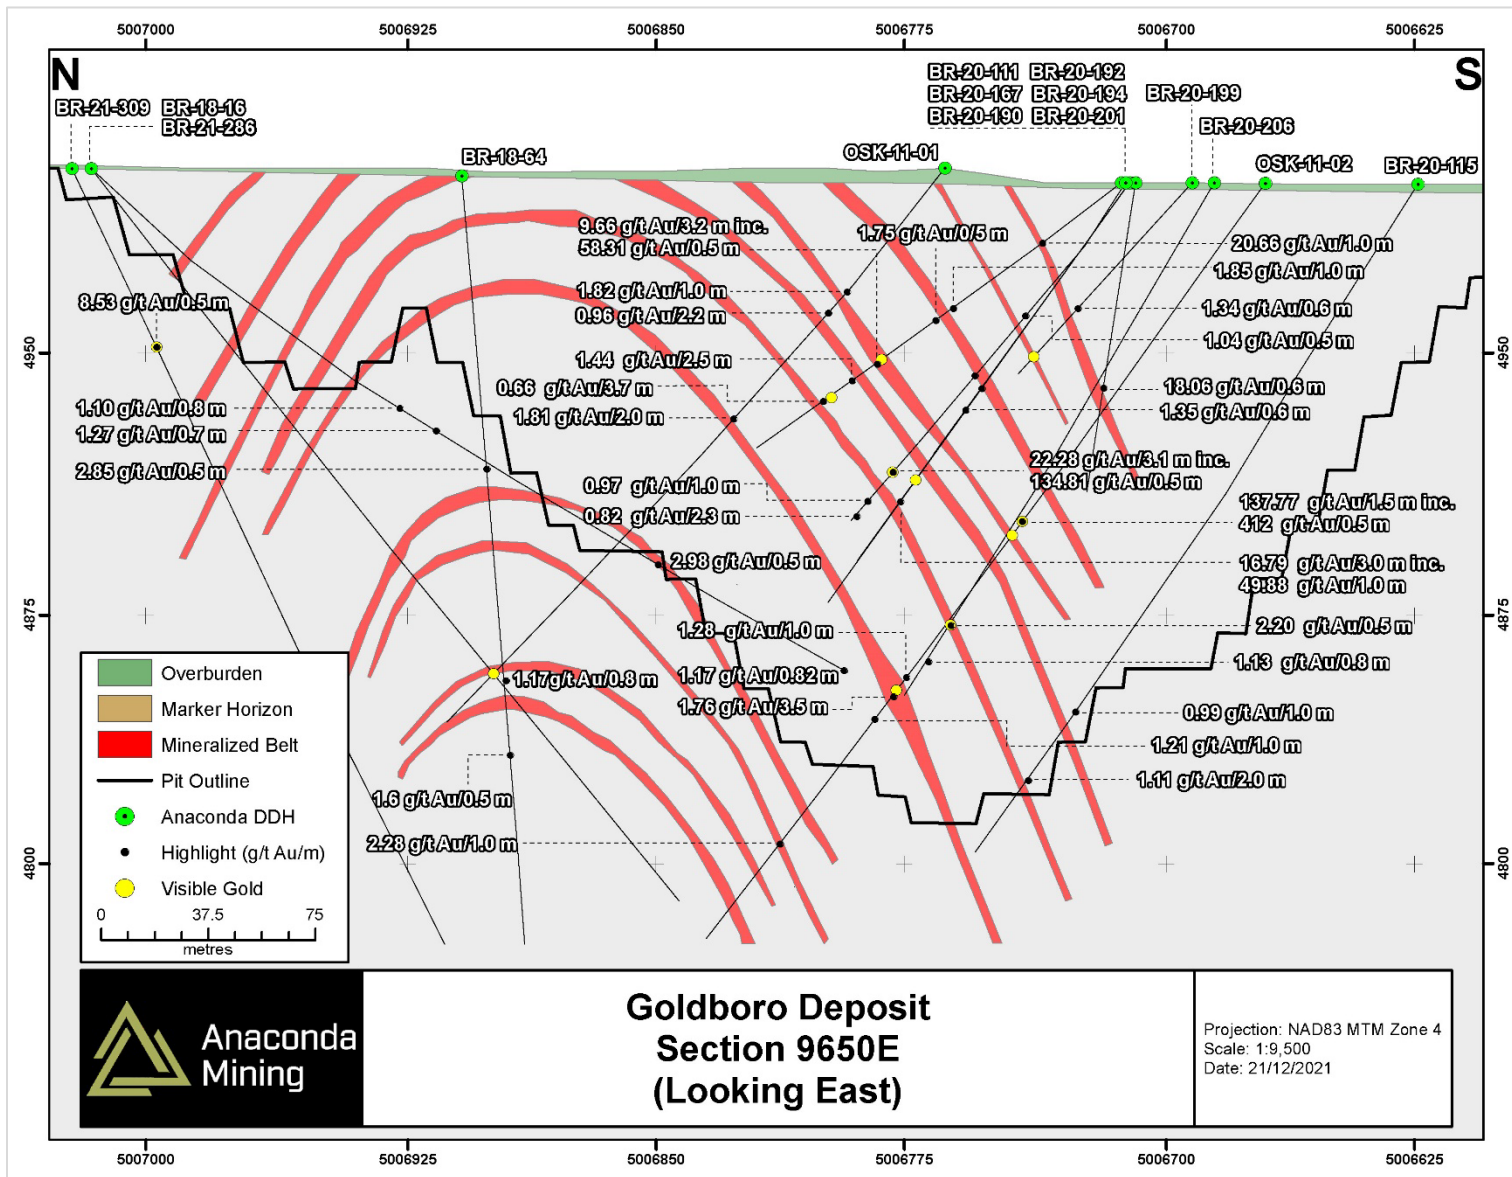 5007000 5006925 5006850 5006775 5006700 5006625
N
S
BR-21-309 BR-18-16
BR-21-286
BR-18-64
OSK-11-01
BR-20-111 BR-20-192
BR-20-167 BR-20-194
BR-20-190 BR-20-201
BR-20-199
BR-20-206
OSK-11-02
BR-20-115
9.66 g/t Au/3.2 m inc.
58.31 g/t Au/0.5 m
1.75 g/t Au/0/5 m
20.66 g/t Au/1.0 m
1.85 g/t Au/1.0 m
8.53 g/t Au/0.5 m
1.82 g/t Au/1.0 m
0.96 g/t Au/2.2 m
1.34 g/t Au/0.6 m
1.04 g/t Au/0.5 m
4950
4950
1.44 g/t Au/2.5 m
0.66 g/t Au/3.7 m
1.81 g/t Au/2.0 m
18.06 g/t Au/0.6 m
1.35 g/t Au/0.6 m
1.10 g/t Au/0.8 m
1.27 g/t Au/0.7 m
2.85 g/t Au/0.5 m
22.28 g/t Au/3.1 m inc.
134.81 g/t Au/0.5 m
0.97 g/t Au/1.0 m
0.82 g/t Au/2.3 m
137.77 g/t Au/1.5 m inc.
412 g/t Au/0.5 m
2.98 g/t Au/0.5 m
16.79 g/t Au/3.0 m inc.
49.88 g/t Au/1.0 m
4875
4875
1.28 g/t Au/1.0 m
2.20 g/t Au/0.5 m
1.13 g/t Au/0.8 m
1.17g/t Au/0.8 m
1.17 g/t Au/0.82 m
1.76 g/t Au/3.5 m
0.99 g/t Au/1.0 m
1.21 g/t Au/1.0 m
1.11 g/t Au/2.0 m
1.6 g/t Au/0.5 m
2.28 g/t Au/1.0 m
4800
4800
Overburden
Marker Horizon
Mineralized Belt
Pit Outline
Anaconda DDH
Highlight (g/t Au/m)
Visible Gold
0 37.5 75
metres
Anaconda
Mining
Goldboro Deposit
Section 9650E
(Looking East)
Projection: NAD83 MTM Zone 4
Scale: 1:9,500
Date: 21/12/2021
5007000 5006925 5006850 5006775 5006700 5006625